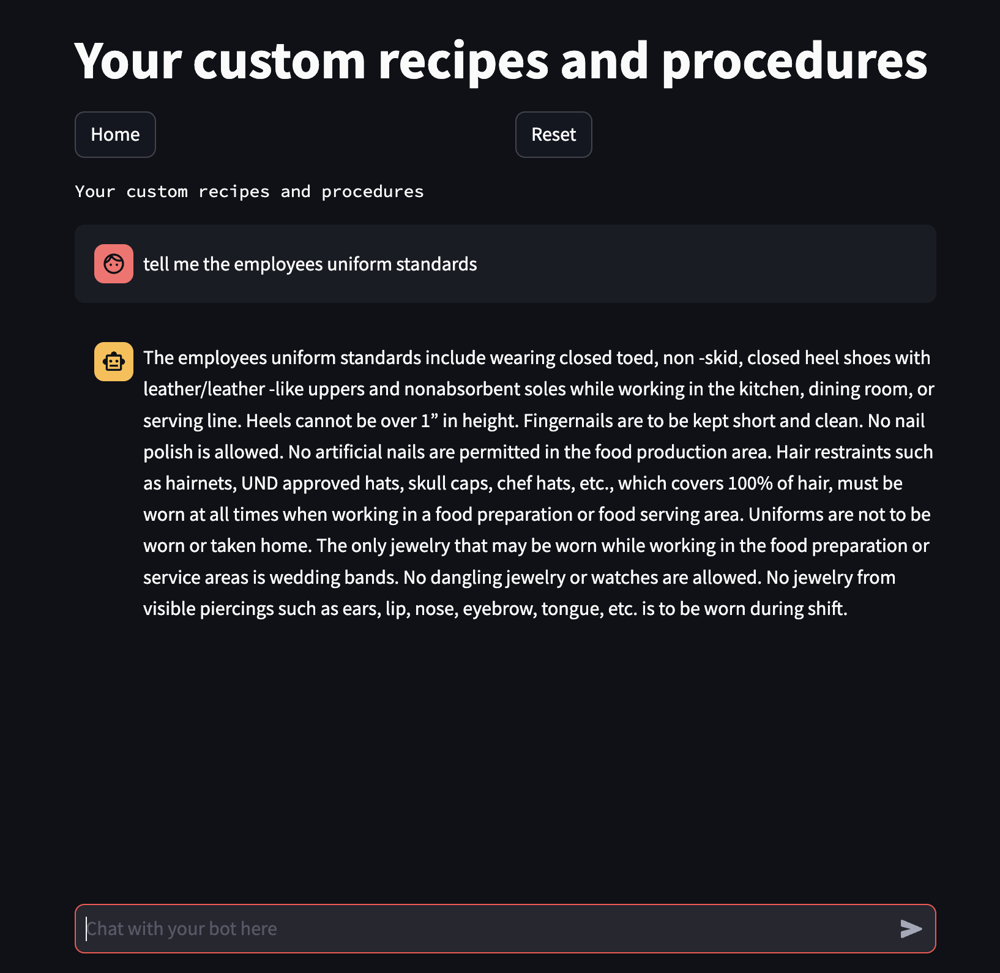 Your custom recipes and procedures
Home
Reset
Your custom recipes and procedures
tell me the employees uniform standards
The employees uniform standards include wearing closed toed, non -skid, closed heel shoes with
leather/leather -like uppers and nonabsorbent soles while working in the kitchen, dining room, or
serving line. Heels cannot be over 1” in height. Fingernails are to be kept short and clean. No nail
polish is allowed. No artificial nails are permitted in the food production area. Hair restraints such
as hairnets, UND approved hats, skull caps, chef hats, etc., which covers 100% of hair, must be
worn at all times when working in a food preparation or food serving area. Uniforms are not to be
worn or taken home. The only jewelry that may be worn while working in the food preparation or
service areas is wedding bands. No dangling jewelry or watches are allowed. No jewelry from
visible piercings such as ears, lip, nose, eyebrow, tongue, etc. is to be worn during shift.
Chat with your bot here